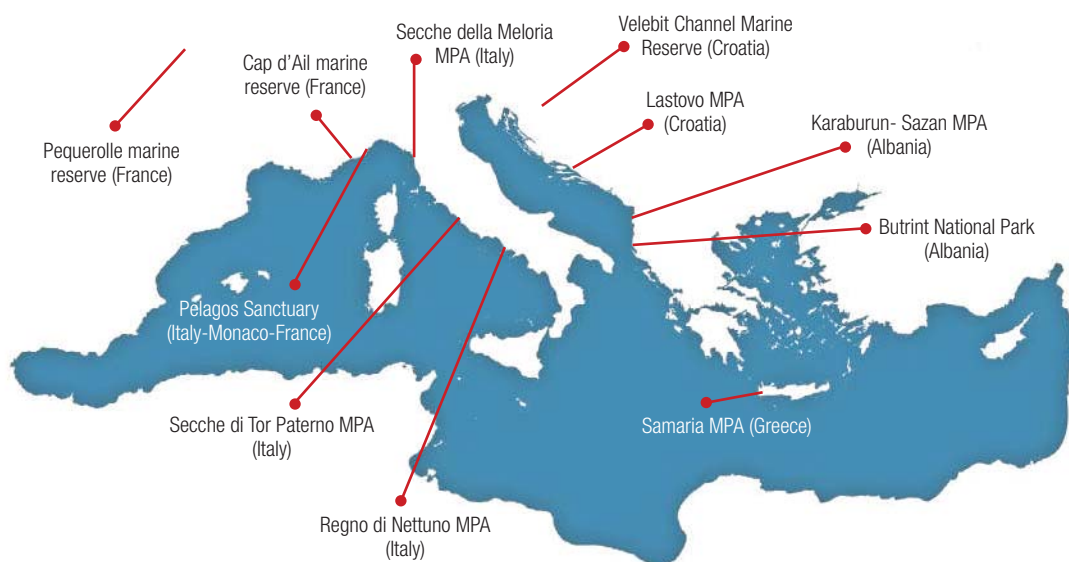 Secche della Meloria
MPA (Italy)
Velebit Channel Marine
Reserve (Croatia)
Cap d’Ail marine
reserve (France)
Lastovo MPA
(Croatia)
Karaburun- Sazan MPA
(Albania)
Pequerolle marine
reserve (France)
Butrint National Park
(Albania)
Pelagos Sanctuary
(Italy-Monaco-France)
Secche di Tor Paterno MPA
(Italy)
Samaria MPA (Greece)
Regno di Nettuno MPA
(Italy)